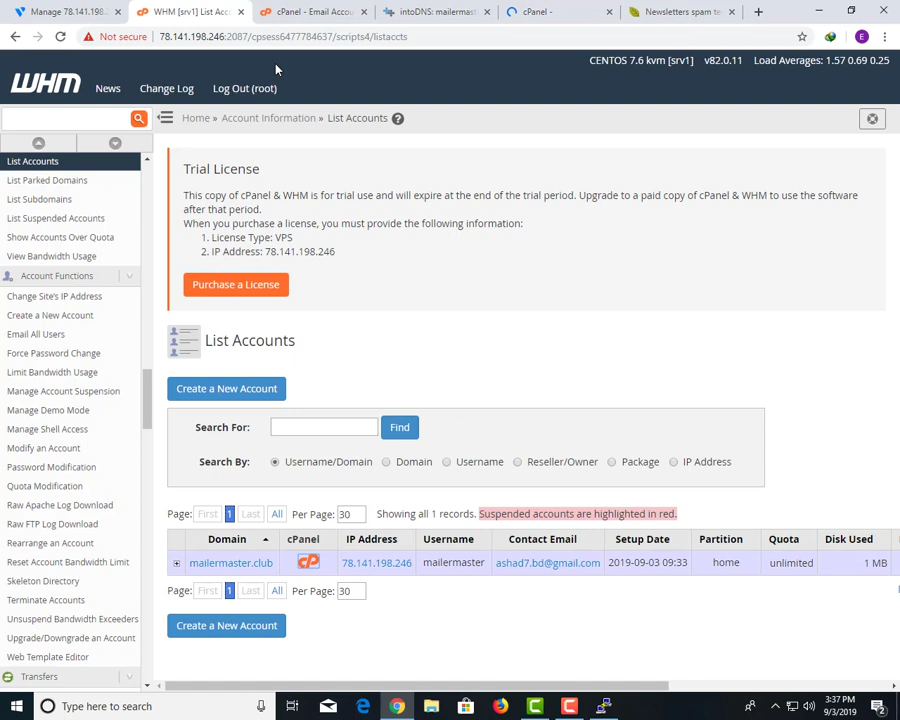 Manage 78.141.198.
WHM [srv1] List Acc
cPanel - Email Accou
intoDNS: mailermast
cPanel -
Newsletters spam te
Not secure
78.141.198.246:2087/cpsess6477784637/scripts4/listaccts
E
CENTOS 7.6 kvm [srv1] v82.0.11 Load Averages: 1.57 0.69 0.25
WHM
News Change Log Log Out (root)
Home » Account Information » List Accounts
List Accounts
List Parked Domains
List Subdomains
List Suspended Accounts
Show Accounts Over Quota
View Bandwidth Usage
Account Functions
Change Site's IP Address
Create a New Account
Email All Users
Force Password Change
Limit Bandwidth Usage
Manage Account Suspension
Manage Demo Mode
Manage Shell Access
Modify an Account
Password Modification
Quota Modification
Raw Apache Log Download
Raw FTP Log Download
Rearrange an Account
Reset Account Bandwidth Limit
Skeleton Directory
Terminate Accounts
Unsuspend Bandwidth Exceeders
Upgrade/Downgrade an Account
Web Template Editor
Transfers
Trial License
This copy of cPanel & WHM is for trial use and will expire at the end of the trial period. Upgrade to a paid copy of cPanel & WHM to use the software
after that period.
When you purchase a license, you must provide the following information:
1. License Type: VPS
2. IP Address: 78.141.198.246
Purchase a License
List Accounts
Create a New Account
Search For: Find
Search By: Username/Domain Domain Username Reseller/Owner Package IP Address
Page: First 1 Last All Per Page: 30 Showing all 1 records. Suspended accounts are highlighted in red.
Domain cPanel IP Address Username Contact Email Setup Date Partition Quota Disk Used
mailermaster.club cP 78.141.198.246 mailermaster ashad7.bd@gmail.com 2019-09-03 09:33 home unlimited 1 MB
Page: First 1 Last All Per Page: 30
Create a New Account
Type here to search
3:37 PM
9/3/2019
2